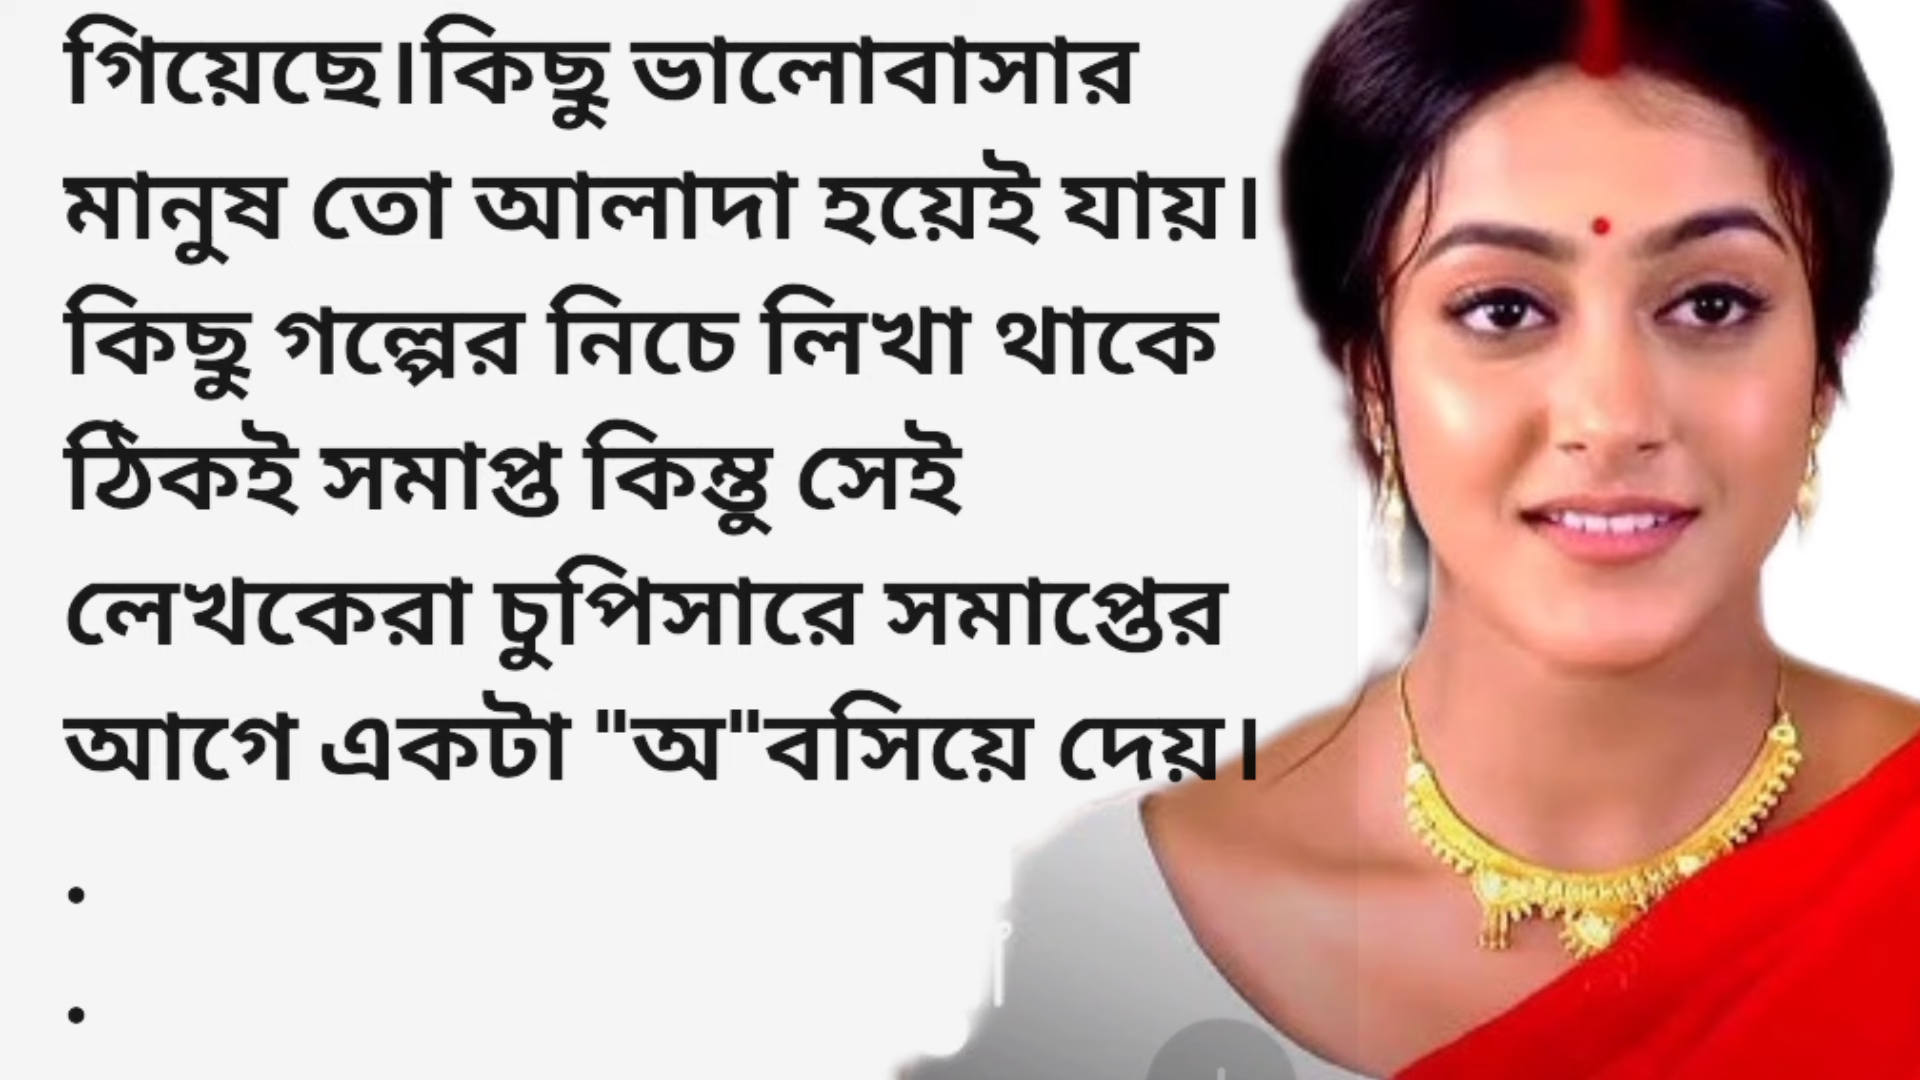 গিয়েছে।কিছু ভালোবাসার
মানুষ তো আলাদা হয়েই যায়।
কিছু গল্পের নিচে লিখা থাকে
ঠিকই সমাপ্ত কিন্তু সেই
লেখকেরা চুপিসারে সমাপ্তের
আগে একটা "অ"বসিয়ে দেয়।
•
•